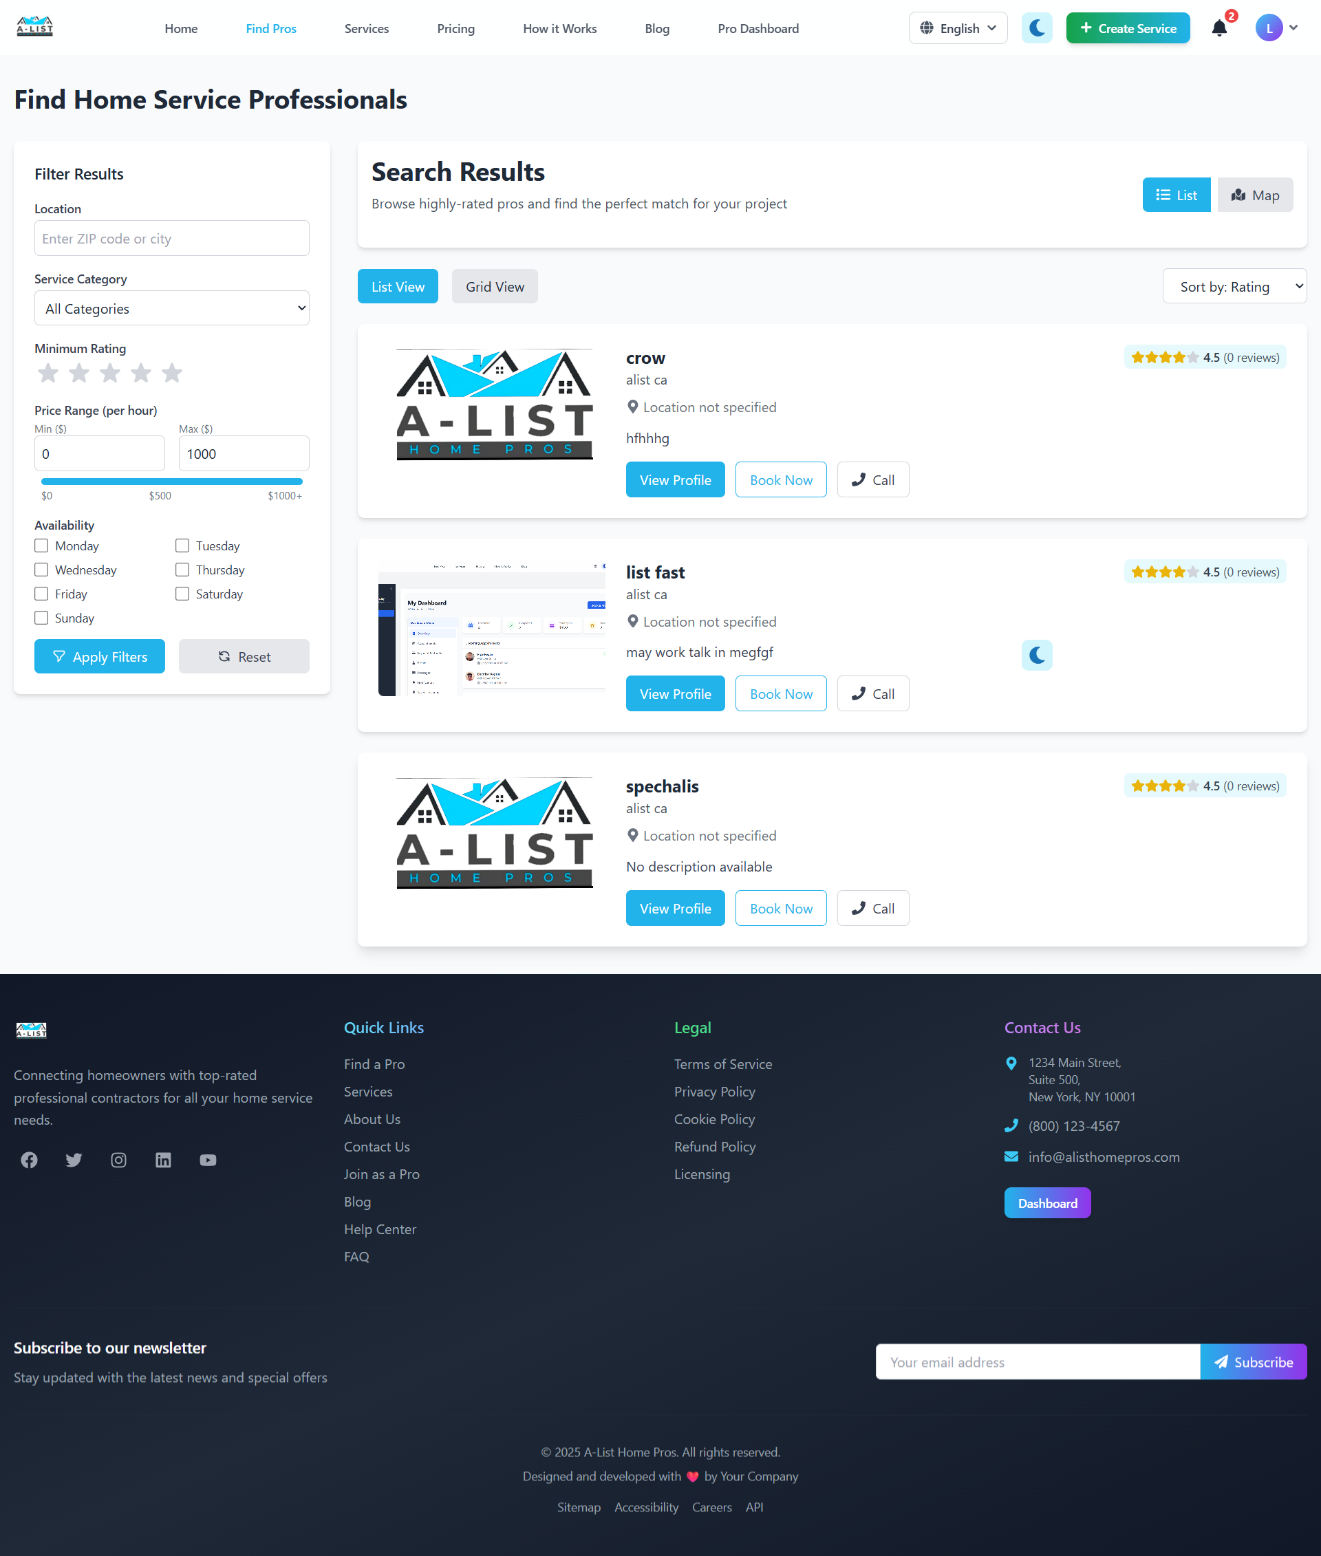 A-LIST
Home
Find Pros
Services
Pricing
How it Works
Blog
Pro Dashboard
English
+ Create Service
2
L
Find Home Service Professionals
Filter Results
Location
Enter ZIP code or city
Service Category
All Categories
Minimum Rating
Price Range (per hour)
Min ($)
Max ($)
0
1000
$0
$500
$1000+
Availability
Monday
Tuesday
Wednesday
Thursday
Friday
Saturday
Sunday
Apply Filters
Reset
Search Results
Browse highly-rated pros and find the perfect match for your project
List
Map
List View
Grid View
Sort by: Rating
A-LIST
HOME PROS
crow
alist ca
Location not specified
hfhhhg
View Profile
Book Now
Call
4.5 (0 reviews)
My Dashboard
list fast
alist ca
Location not specified
may work talk in megfgf
View Profile
Book Now
Call
4.5 (0 reviews)
A-LIST
HOME PROS
spechalis
alist ca
Location not specified
No description available
View Profile
Book Now
Call
4.5 (0 reviews)
A-LIST
Connecting homeowners with top-rated
professional contractors for all your home service
needs.
Quick Links
Find a Pro
Services
About Us
Contact Us
Join as a Pro
Blog
Help Center
FAQ
Legal
Terms of Service
Privacy Policy
Cookie Policy
Refund Policy
Licensing
Contact Us
1234 Main Street,
Suite 500,
New York, NY 10001
(800) 123-4567
info@alisthomepros.com
Dashboard
Subscribe to our newsletter
Stay updated with the latest news and special offers
Your email address
Subscribe
© 2025 A-List Home Pros. All rights reserved.
Designed and developed with ❤️ by Your Company
Sitemap
Accessibility
Careers
API